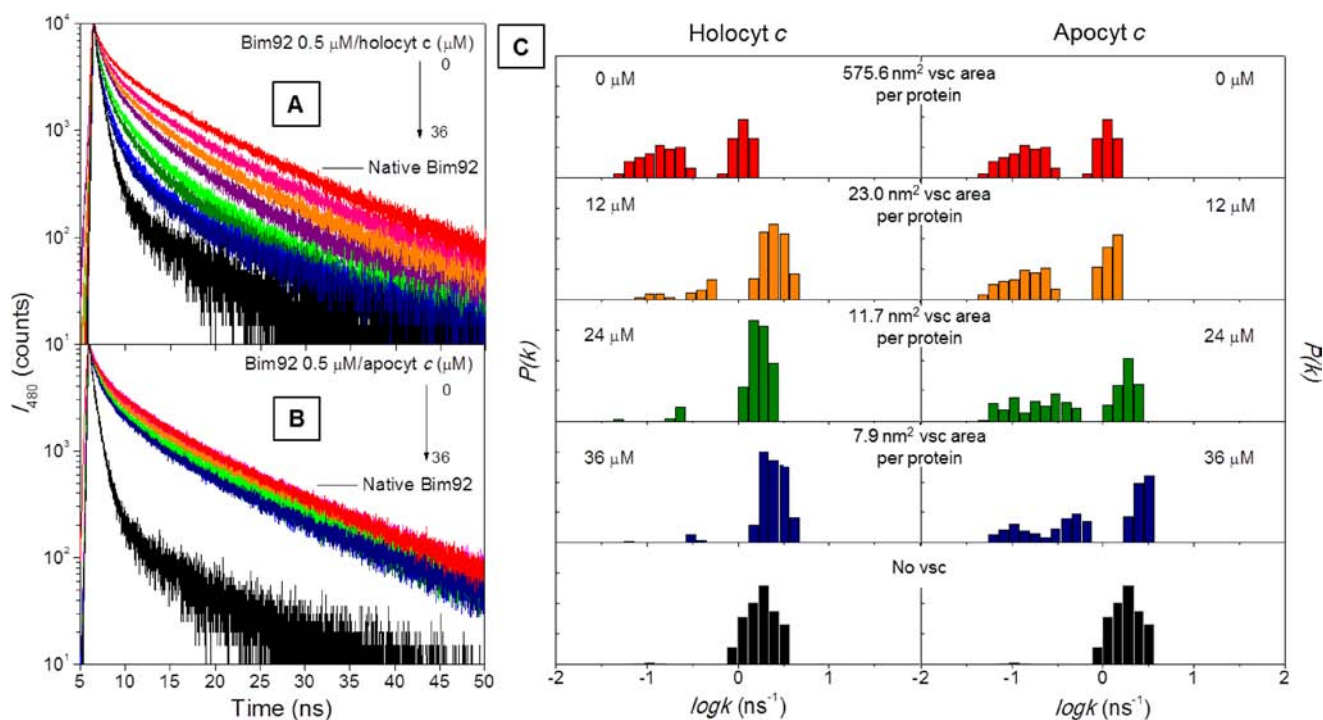 A
Bim92 0.5 μM/holocyt c (μM)
0
36
Native Bim92
10⁴
10³
10²
10¹
B
Bim92 0.5 μM/apocyt c (μM)
0
36
Native Bim92
10³
10²
10¹
I₄₈₀ (counts)
5 10 15 20 25 30 35 40 45 50
Time (ns)
C
Holocyt c
Apocyt c
0 μM
575.6 nm² vsc area
per protein
0 μM
12 μM
23.0 nm² vsc area
per protein
12 μM
24 μM
11.7 nm² vsc area
per protein
24 μM
36 μM
7.9 nm² vsc area
per protein
36 μM
No vsc
P(k)
P(k)
-2 -1 0 1 -2 -1 0 1 2
logk (ns⁻¹)
logk (ns⁻¹)